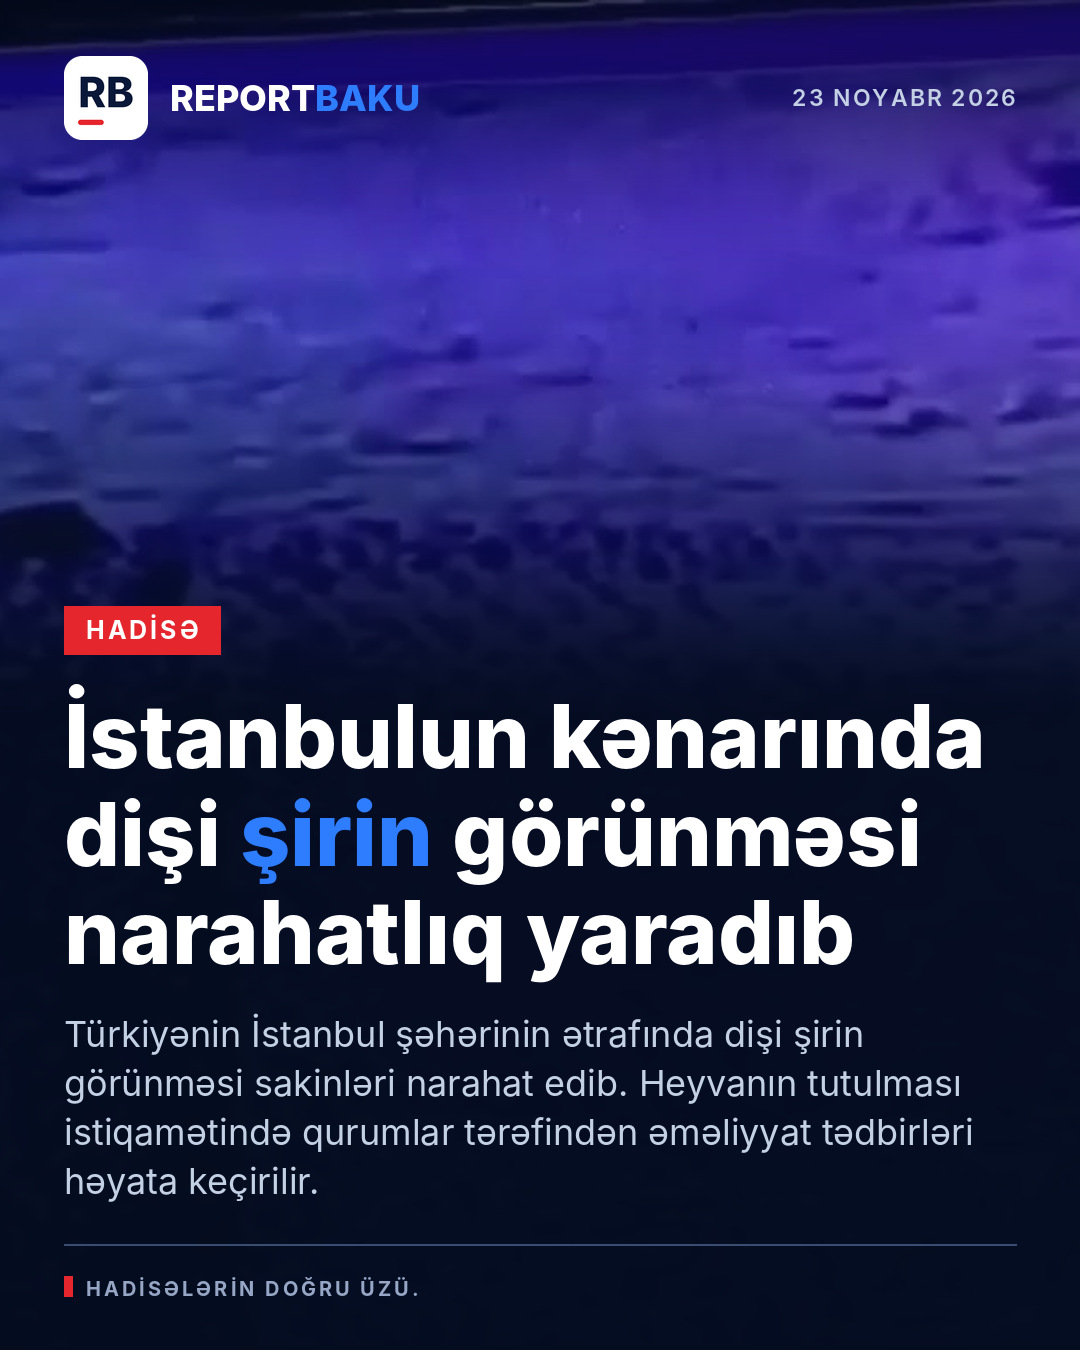 RB
REPORTBAKU
23 NOYABR 2026
HADİSƏ
İstanbulun kənarında
dişi şirin görünməsi
narahatlıq yaradıb
Türkiyənin İstanbul şəhərinin ətrafında dişi şirin
görünməsi sakinləri narahat edib. Heyvanın tutulması
istiqamətində qurumlar tərəfindən əməliyyat tədbirləri
həyata keçirilir.
HADİSƏLƏRİN DOĞRU ÜZÜ.